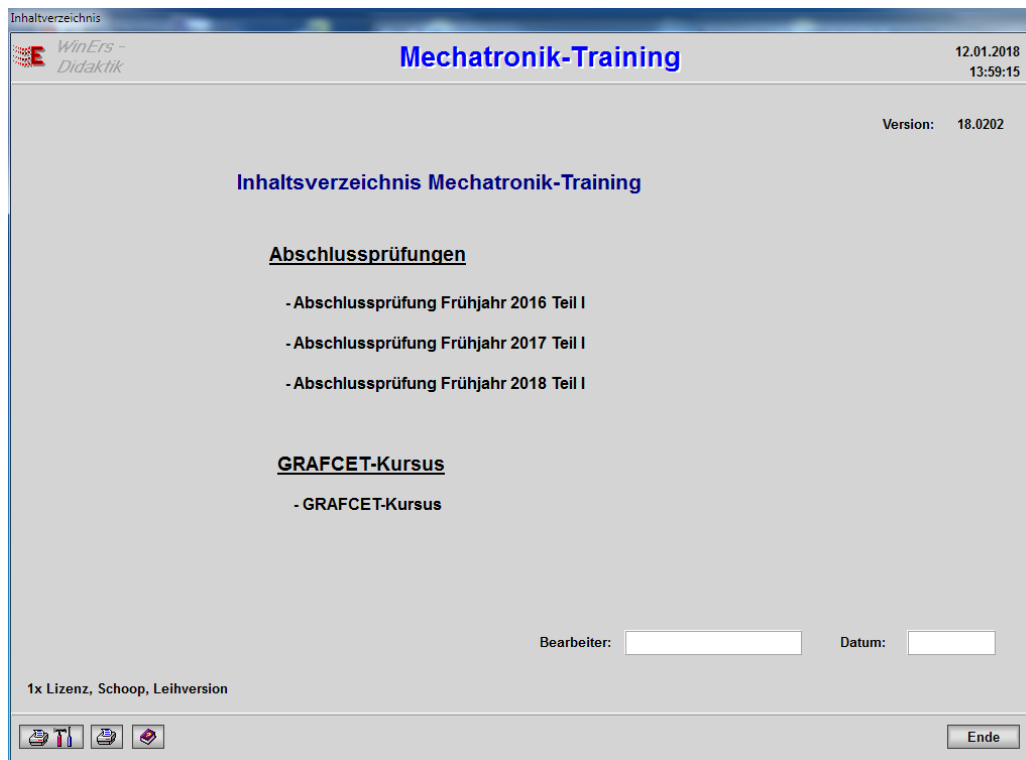 Inhaltverzeichnis
E WinErs -
Didaktik
Mechatronik-Training
12.01.2018
13:59:15
Version: 18.0202
Inhaltsverzeichnis Mechatronik-Training
Abschlussprüfungen
- Abschlussprüfung Frühjahr 2016 Teil I
- Abschlussprüfung Frühjahr 2017 Teil I
- Abschlussprüfung Frühjahr 2018 Teil I
GRAFCET-Kursus
- GRAFCET-Kursus
Bearbeiter: Datum:
1x Lizenz, Schoop, Leihversion
Ende